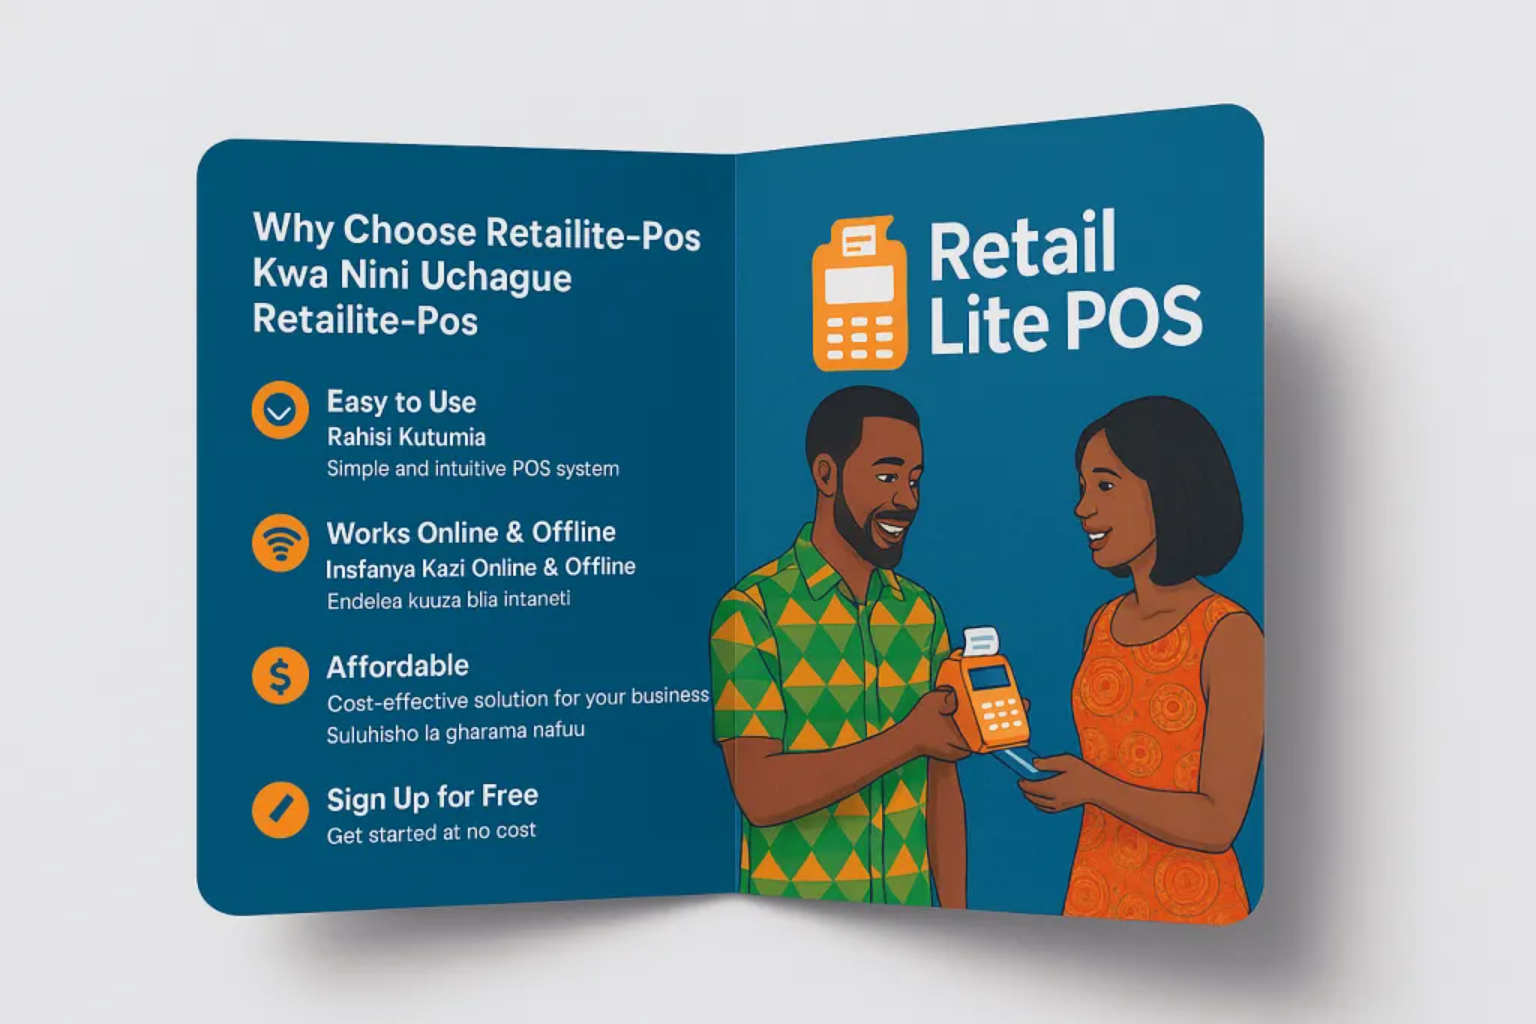 Why Choose Retailite-Pos
Kwa Nini Uchague
Retailite-Pos
Easy to Use
Rahisi Kutumia
Simple and intuitive POS system
Works Online & Offline
Insfanya Kazi Online & Offline
Endelea kuuza blia intaneti
Affordable
Cost-effective solution for your business
Suluhisho la gharama nafuu
Sign Up for Free
Get started at no cost
Retail
Lite POS